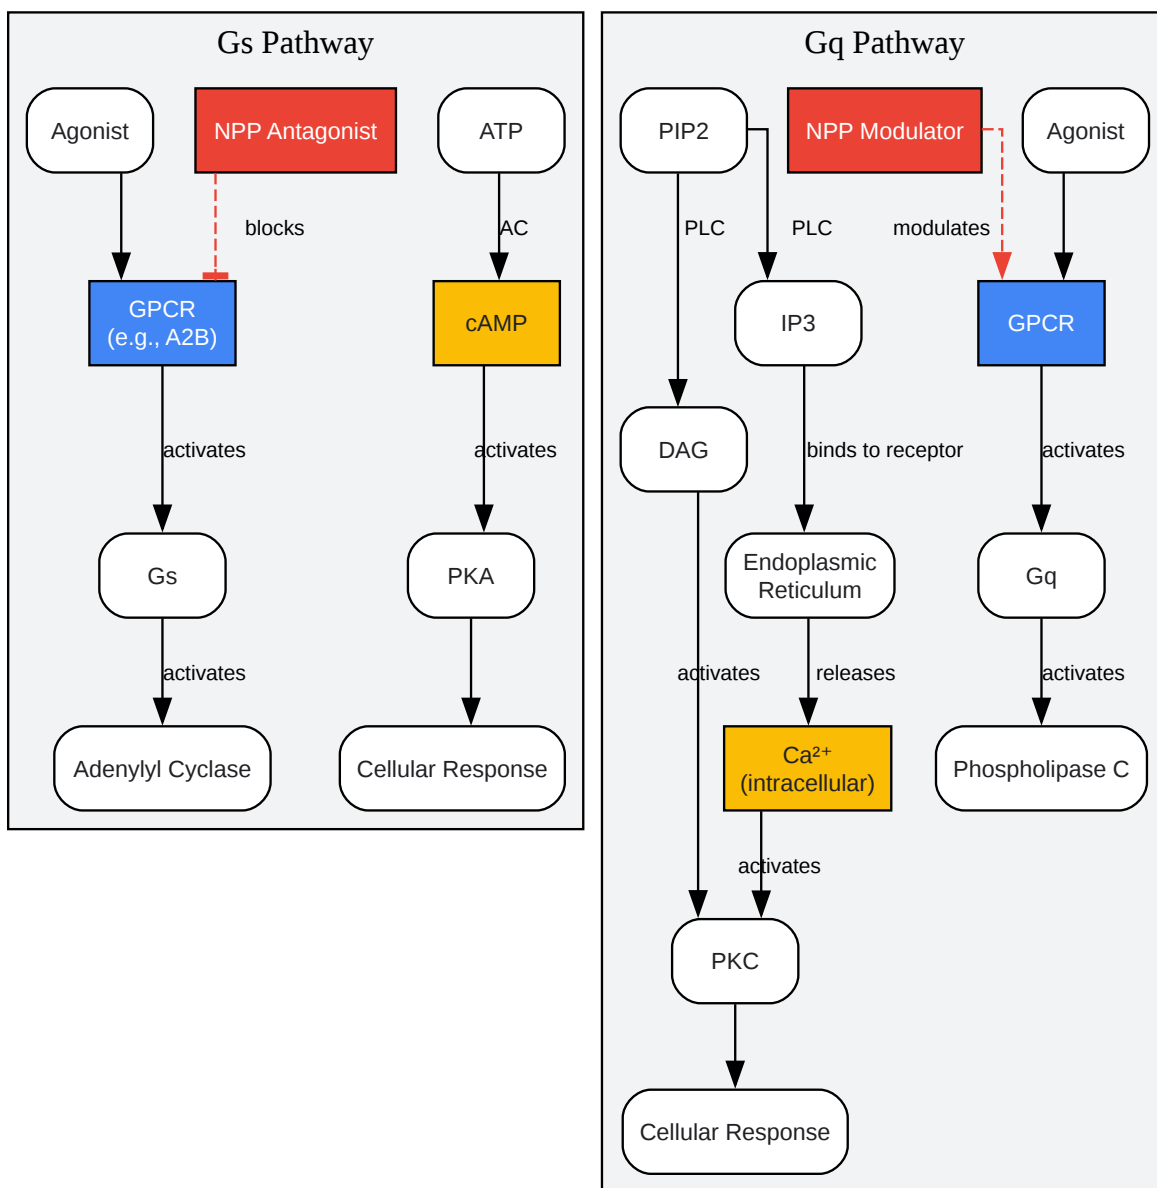 Gs Pathway
Agonist
NPP Antagonist
ATP
blocks
AC
GPCR
(e.g., A2B)
cAMP
activates
activates
Gs
PKA
activates
Adenylyl Cyclase
Cellular Response
Gq Pathway
PIP2
NPP Modulator
Agonist
PLC
PLC
modulates
IP3
GPCR
DAG
binds to receptor
activates
Endoplasmic
Reticulum
Gq
activates
releases
activates
Ca²⁺
(intracellular)
Phospholipase C
activates
PKC
Cellular Response